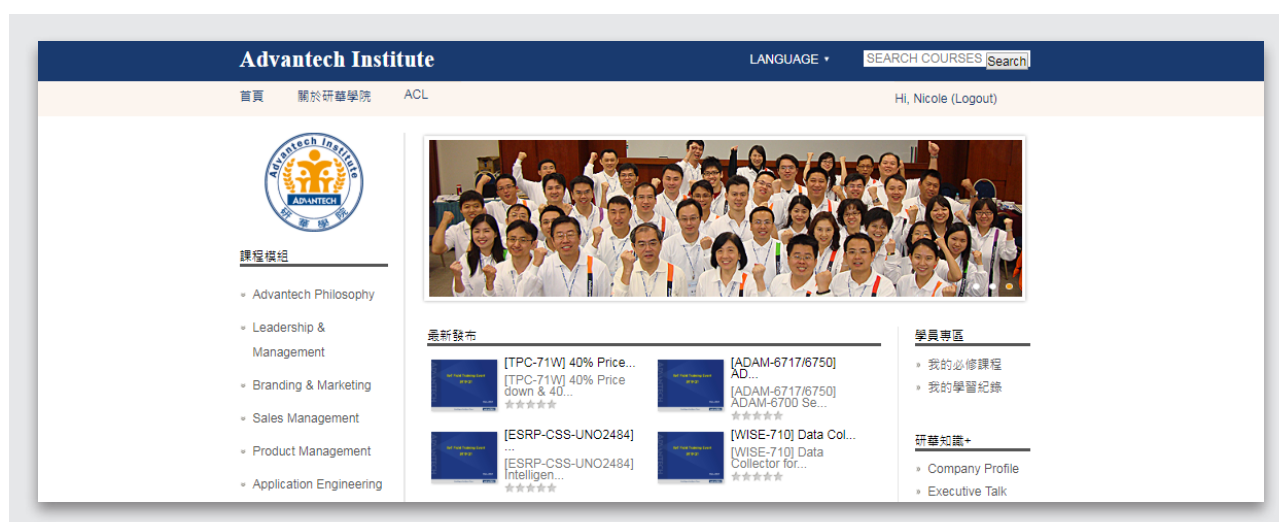 Advantech Institute
LANGUAGE ▾
SEARCH COURSES
Search
首頁 關於研華學院 ACL
Hi, Nicole (Logout)
Advantech Institute
ADVANTECH
研華學院
課程模組
Advantech Philosophy
Leadership &
Management
Branding & Marketing
Sales Management
Product Management
Application Engineering
最新發布
[TPC-71W] 40% Price...
[TPC-71W] 40% Price
down & 40...
[ADAM-6717/6750]
AD...
[ADAM-6717/6750]
ADAM-6700 Se...
[ESRP-CSS-UNO2484]
...
[ESRP-CSS-UNO2484]
Intelligen...
[WISE-710] Data Col...
[WISE-710] Data
Collector for...
學員專區
» 我的必修課程
» 我的學習紀錄
研華知識+
» Company Profile
» Executive Talk